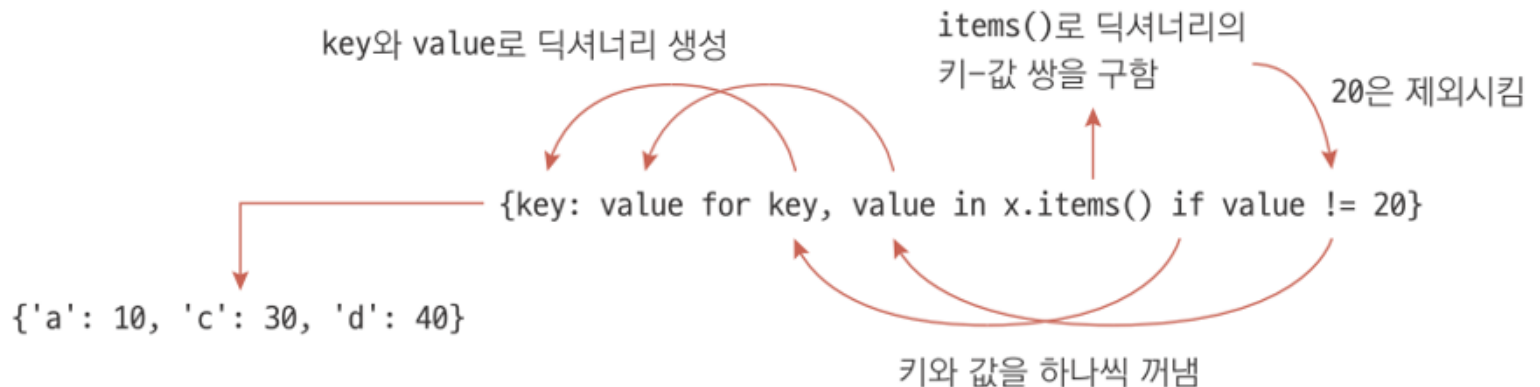 key와 value로 딕셔너리 생성
items()로 딕셔너리의
키-값 쌍을 구함
20은 제외시킴
{key: value for key, value in x.items() if value != 20}
{'a': 10, 'c': 30, 'd': 40}
키와 값을 하나씩 꺼냄